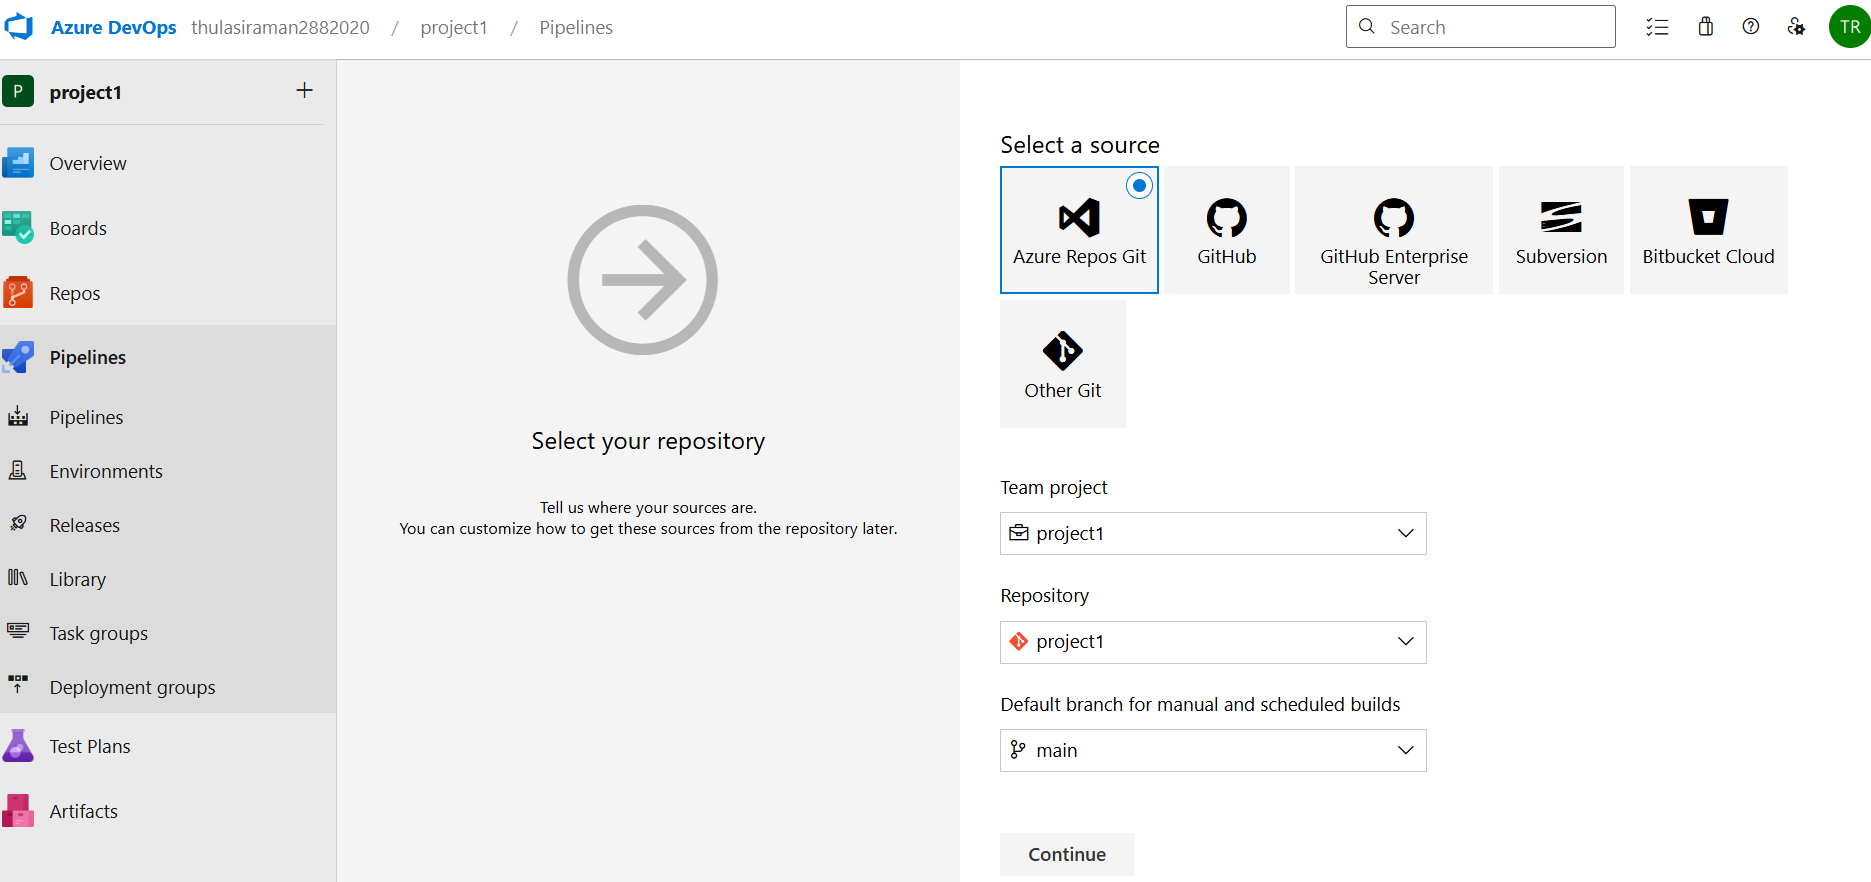 Azure DevOps thulasiraman2882020 / project1 / Pipelines
Search
TR
P project1
Overview
Boards
Repos
Pipelines
Pipelines
Environments
Releases
Library
Task groups
Deployment groups
Test Plans
Artifacts
Select your repository
Tell us where your sources are.
You can customize how to get these sources from the repository later.
Select a source
Azure Repos Git
GitHub
GitHub Enterprise
Server
Subversion
Bitbucket Cloud
Other Git
Team project
project1
Repository
project1
Default branch for manual and scheduled builds
main
Continue